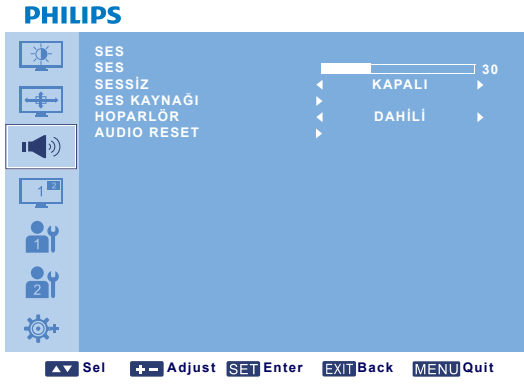 PHILIPS
SES
SES 30
SESSİZ KAPALI
SES KAYNAĞI
HOPARLÖR DAHİLİ
AUDIO RESET
1 2
1
2
Sel Adjust SET Enter EXIT Back MENU Quit